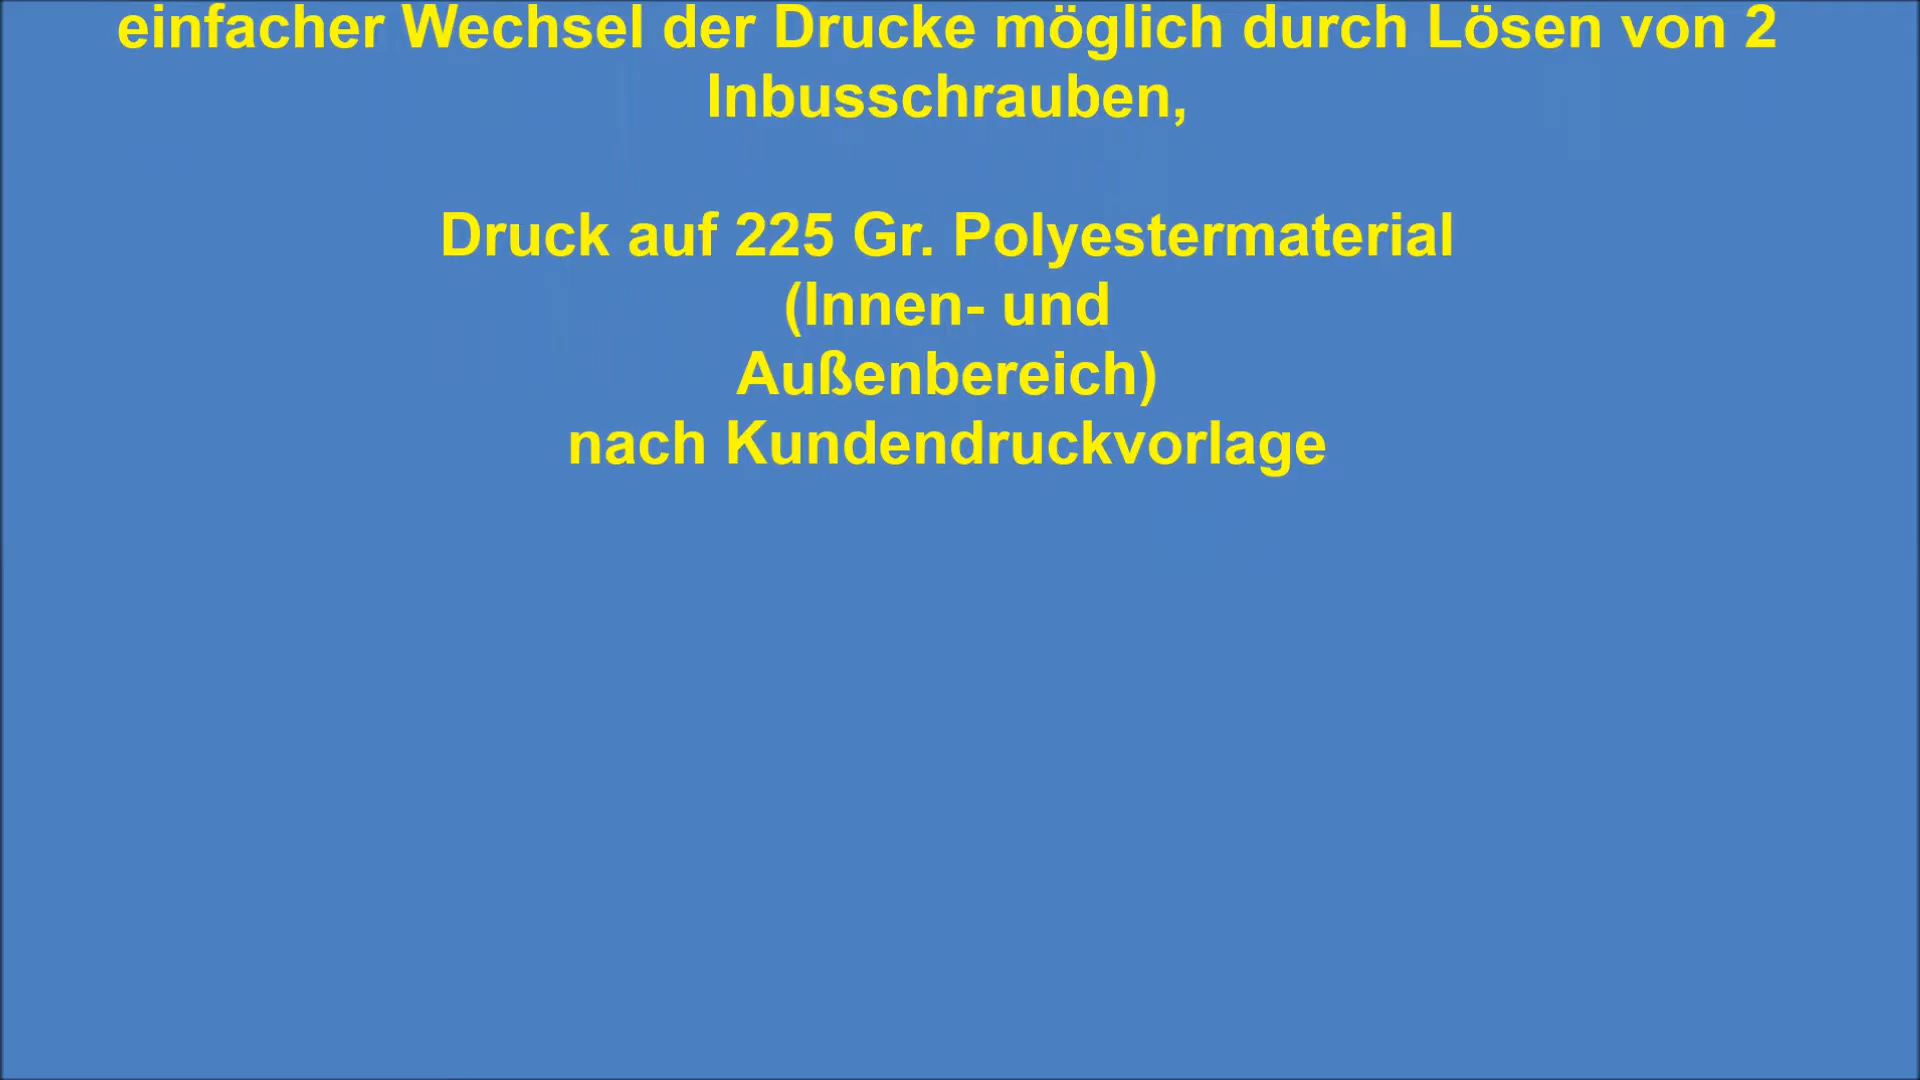 einfacher Wechsel der Drucke möglich durch Lösen von 2
Inbusschrauben,
Druck auf 225 Gr. Polyestermaterial
(Innen- und
Außenbereich)
nach Kundendruckvorlage